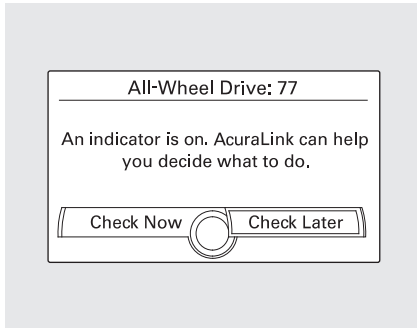 All-Wheel Drive: 77
An indicator is on. AcuraLink can help
you decide what to do.
Check Now
Check Later